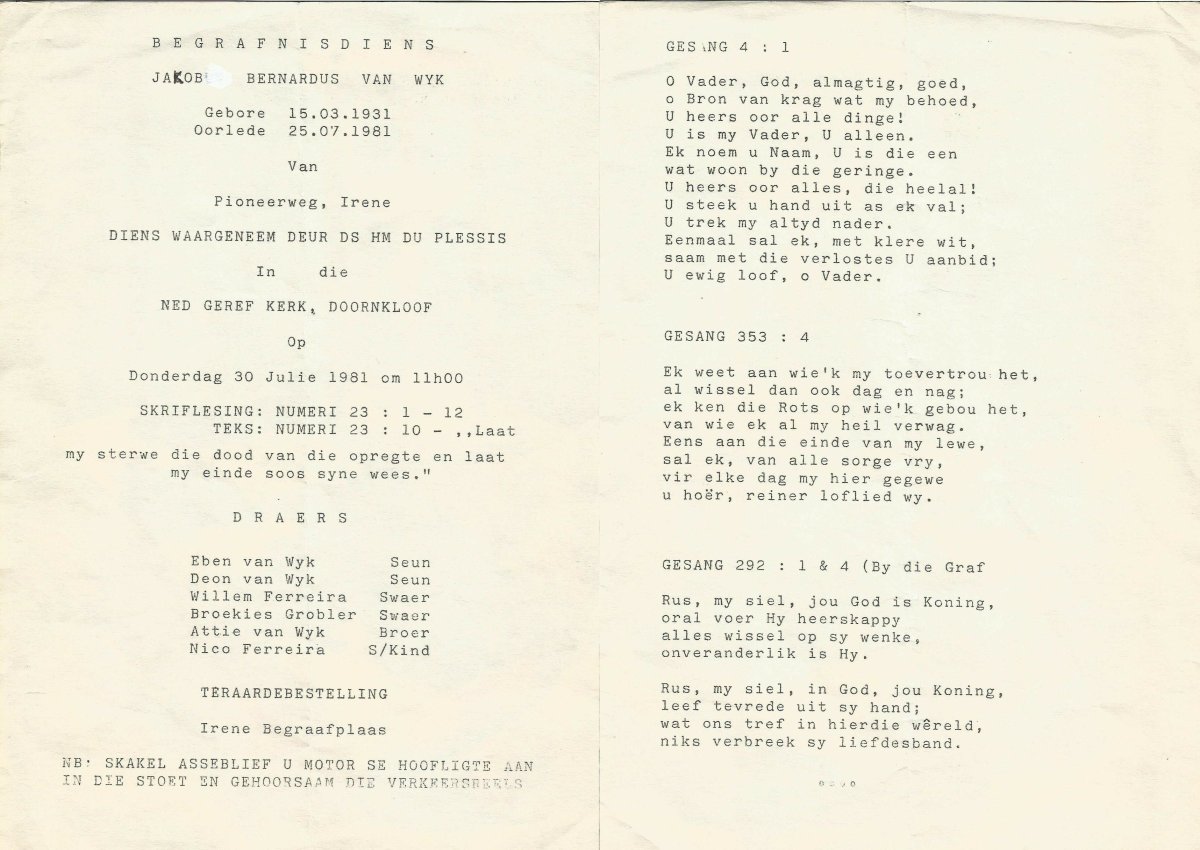 BEGRAFNISDIENS
JAKOB BERNARDUS VAN WYK
Gebore 15.03.1931
Oorlede 25.07.1981
Van
Pioneerweg, Irene
DIENS WAARGENEEM DEUR DS HM DU PLESSIS
In die
NED GEREF KERK, DOORNKLOOF
Op
Donderdag 30 Julie 1981 om 11h00
SKRIFLESING: NUMERI 23 : 1 - 12
TEKS: NUMERI 23 : 10 - ,,Laat
my sterwe die dood van die opregte en laat
my einde soos syne wees."
DRAERS
Eben van Wyk Seun
Deon van Wyk Seun
Willem Ferreira Swaer
Broekies Grobler Swaer
Attie van Wyk Broer
Nico Ferreira S/Kind
TERAARDEBESTELLING
Irene Begraafplaas
NB: SKAKEL ASSEBLIEF U MOTOR SE HOOFLIGTE AAN
IN DIE STOET EN GEHOORSAAM DIE VERKEERSREELS
GESANG 4 : 1
O Vader, God, almagtig, goed,
o Bron van krag wat my behoed,
U heers oor alle dinge!
U is my Vader, U alleen.
Ek noem u Naam, U is die een
wat woon by die geringe.
U heers oor alles, die heelal!
U steek u hand uit as ek val;
U trek my altyd nader.
Eenmaal sal ek, met klere wit,
saam met die verlostes U aanbid;
U ewig loof, o Vader.
GESANG 353 : 4
Ek weet aan wie'k my toevertrou het,
al wissel dan ook dag en nag;
ek ken die Rots op wie'k gebou het,
van wie ek al my heil verwag.
Eens aan die einde van my lewe,
sal ek, van alle sorge vry,
vir elke dag my hier gegewe
u hoër, reiner loflied wy.
GESANG 292 : 1 & 4 (By die Graf
Rus, my siel, jou God is Koning,
oral voer Hy heerskappy
alles wissel op sy wenke,
onveranderlik is Hy.
Rus, my siel, in God, jou Koning,
leef tevrede uit sy hand;
wat ons tref in hierdie wêreld,
niks verbreek sy liefdesband.